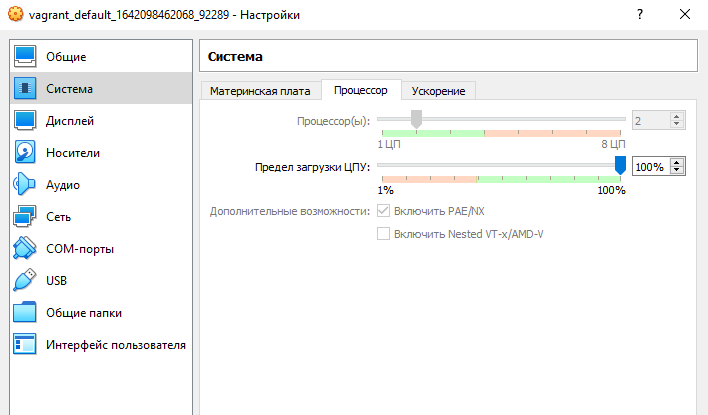 vagrant_default_1642098462068_92289 - Настройки
? ×
Общие
Система
Дисплей
Носители
Аудио
Сеть
COM-порты
USB
Общие папки
Интерфейс пользователя
Система
Материнская плата Процессор Ускорение
Процессор(ы): 2
1 ЦП 8 ЦП
Предел загрузки ЦПУ: 100%
1% 100%
Дополнительные возможности: Включить PAE/NX
Включить Nested VT-x/AMD-V